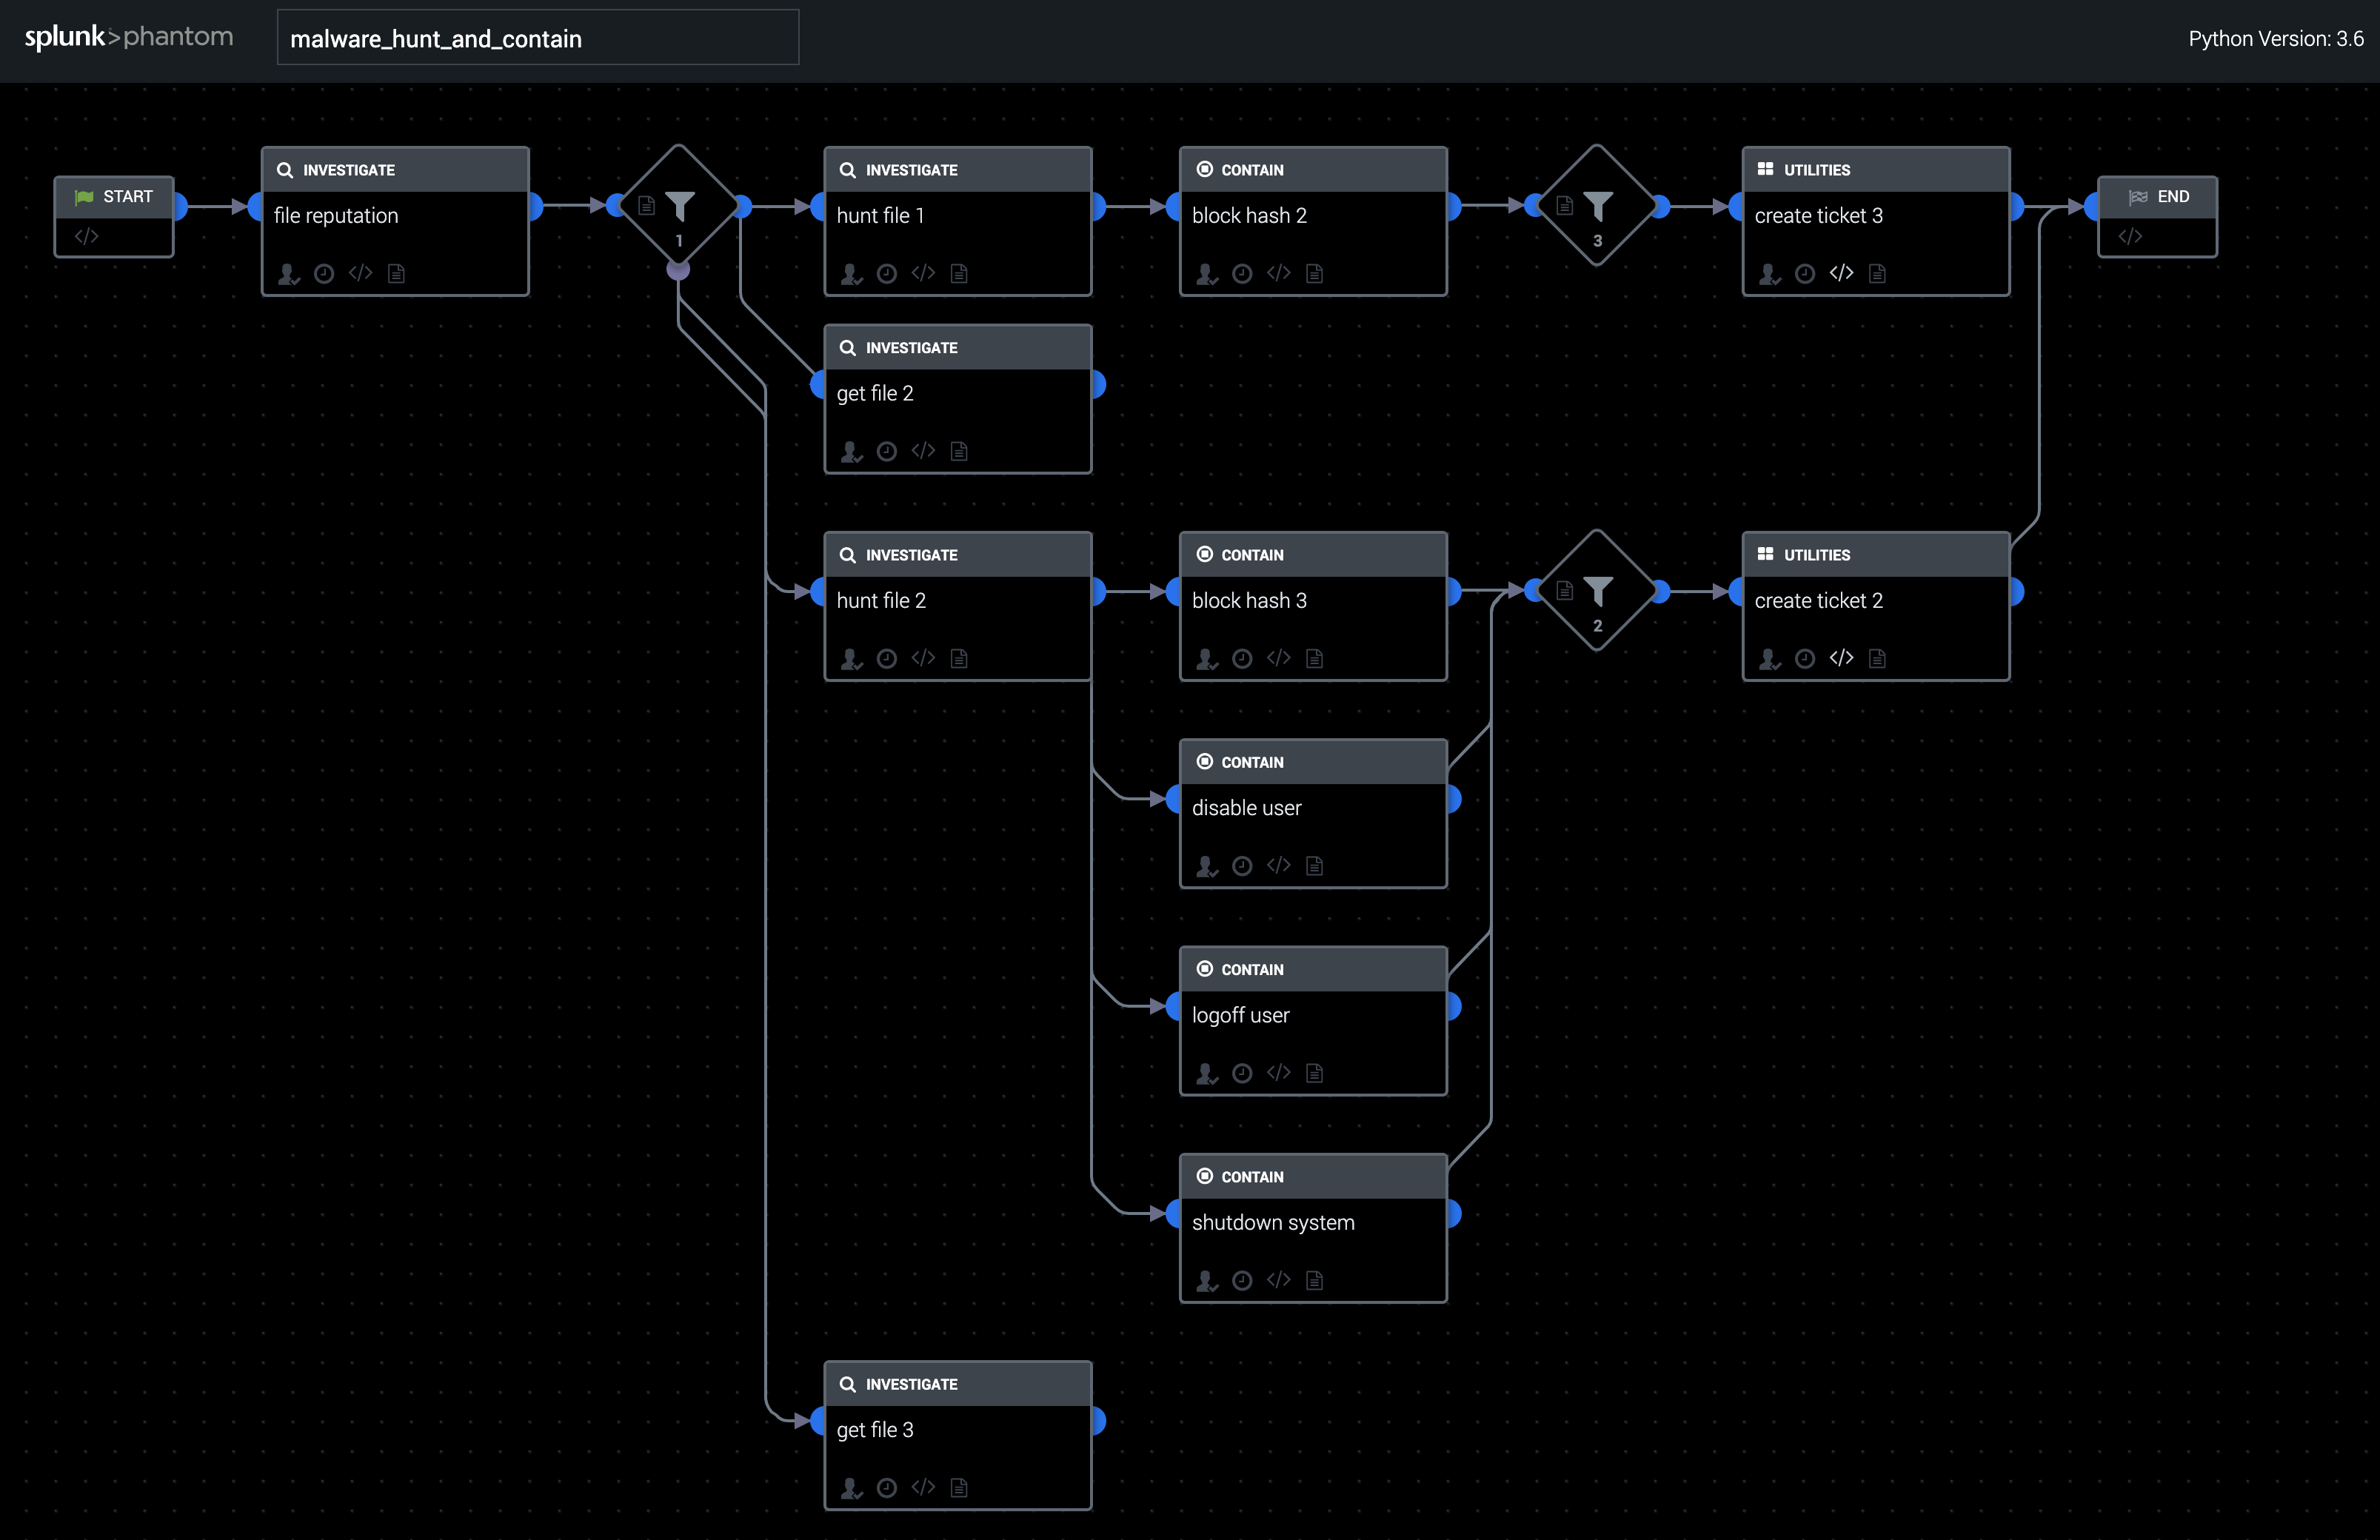 splunk>phantom
malware_hunt_and_contain
Python Version: 3.6
START
</>
INVESTIGATE
file reputation
</>
1
INVESTIGATE
hunt file 1
</>
CONTAIN
block hash 2
</>
3
UTILITIES
create ticket 3
</>
END
</>
INVESTIGATE
get file 2
</>
INVESTIGATE
hunt file 2
</>
CONTAIN
block hash 3
</>
2
UTILITIES
create ticket 2
</>
CONTAIN
disable user
</>
CONTAIN
logoff user
</>
CONTAIN
shutdown system
</>
INVESTIGATE
get file 3
</>